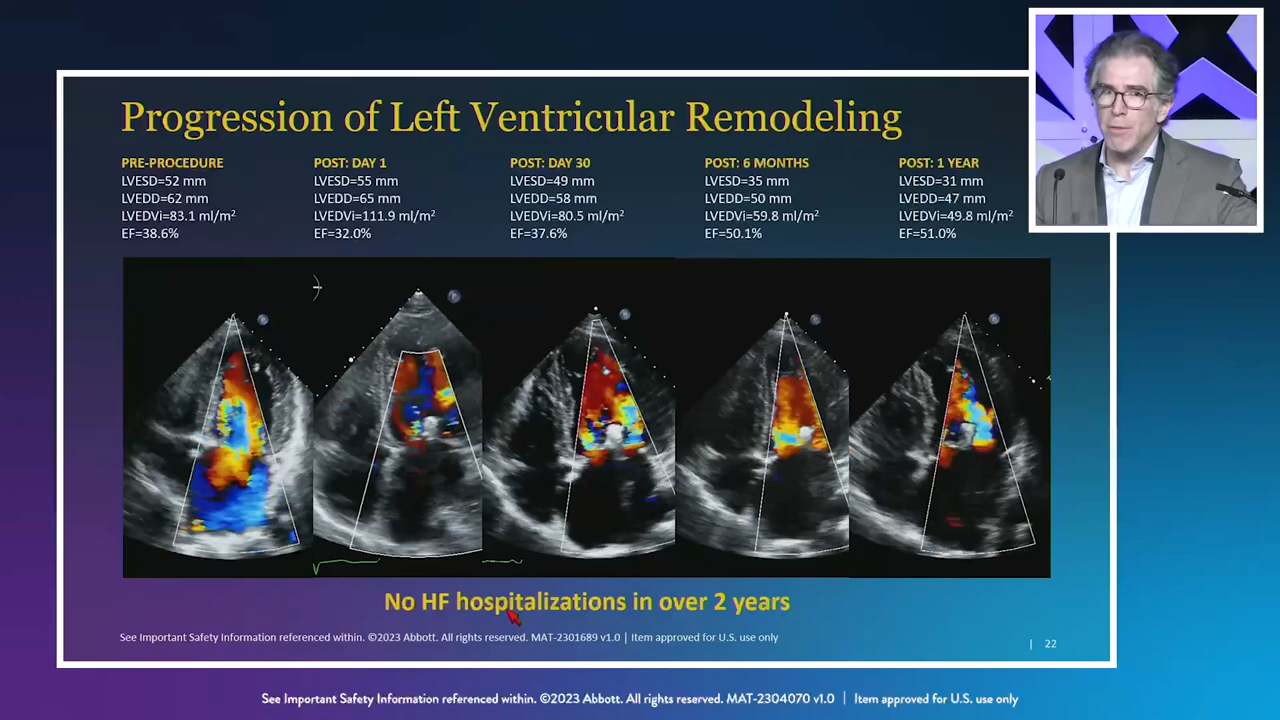 Progression of Left Ventricular Remodeling
PRE-PROCEDURE
LVESD=52 mm
LVEDD=62 mm
LVEDVi=83.1 ml/m²
EF=38.6%
POST: DAY 1
LVESD=55 mm
LVEDD=65 mm
LVEDVi=111.9 ml/m²
EF=32.0%
POST: DAY 30
LVESD=49 mm
LVEDD=58 mm
LVEDVi=80.5 ml/m²
EF=37.6%
POST: 6 MONTHS
LVESD=35 mm
LVEDD=50 mm
LVEDVi=59.8 ml/m²
EF=50.1%
POST: 1 YEAR
LVESD=31 mm
LVEDD=47 mm
LVEDVi=49.8 ml/m²
EF=51.0%
No HF hospitalizations in over 2 years
See Important Safety Information referenced within. ©2023 Abbott. All rights reserved. MAT-2301689 v1.0 | Item approved for U.S. use only
| 22
See Important Safety Information referenced within. ©2023 Abbott. All rights reserved. MAT-2304070 v1.0 | Item approved for U.S. use only